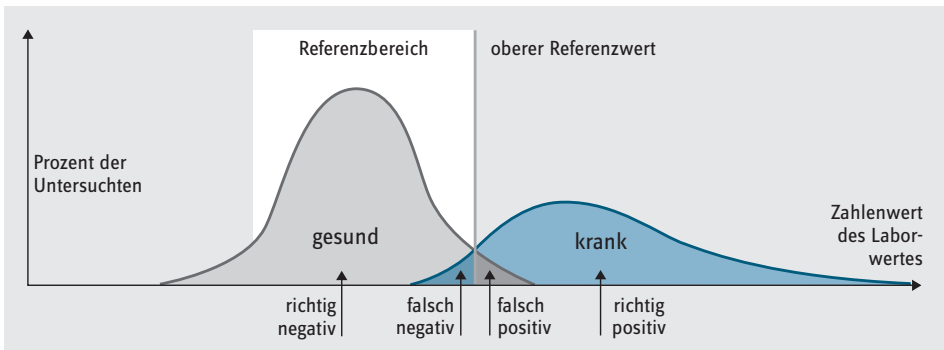 Referenzbereich
oberer Referenzwert
Prozent der
Untersuchten
Zahlenwert
des Labor-
wertes
gesund
krank
richtig
negativ
falsch
negativ
falsch
positiv
richtig
positiv